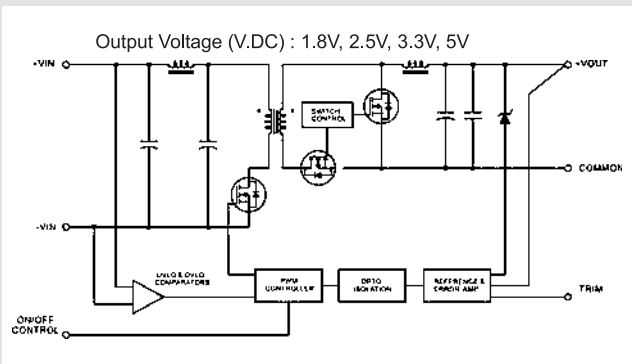 Output Voltage (V.DC) : 1.8V, 2.5V, 3.3V, 5V
+VIN
+VOUT
SWITCH
CONTROL
COMMON
-VIN
UVLO & OVLO
COMPARATORS
PWM
CONTROLLER
OPTO
ISOLATION
REFERENCE &
ERROR AMP
TRIM
ON/OFF
CONTROL